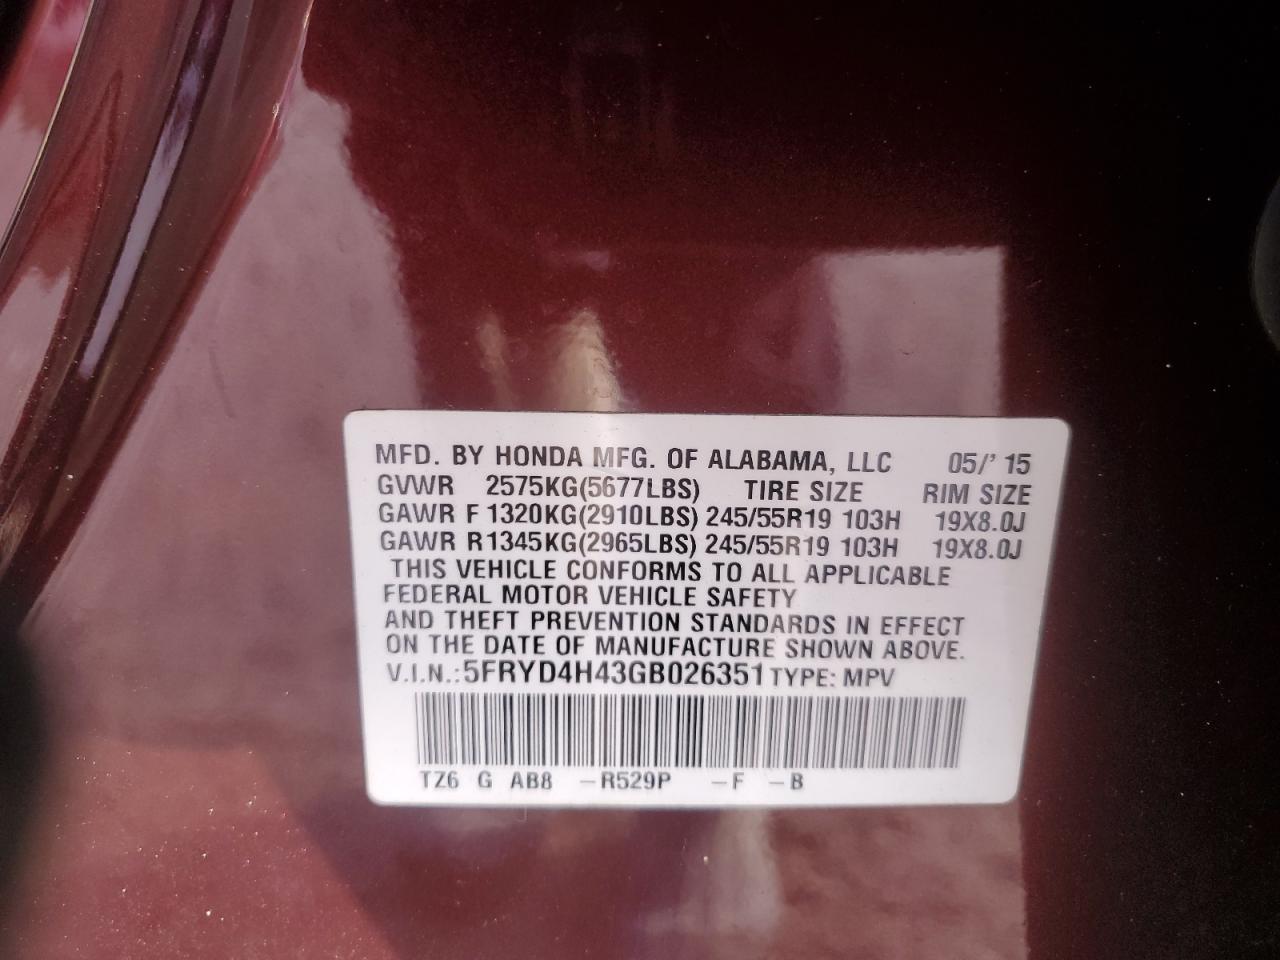 MFD. BY HONDA MFG. OF ALABAMA, LLC 05/' 15
GVWR 2575KG(5677LBS) TIRE SIZE RIM SIZE
GAWR F 1320KG(2910LBS) 245/55R19 103H 19X8.0J
GAWR R1345KG(2965LBS) 245/55R19 103H 19X8.0J
THIS VEHICLE CONFORMS TO ALL APPLICABLE
FEDERAL MOTOR VEHICLE SAFETY
AND THEFT PREVENTION STANDARDS IN EFFECT
ON THE DATE OF MANUFACTURE SHOWN ABOVE.
V.I.N.:5FRYD4H43GB026351 TYPE: MPV
TZ6 G AB8 –R529P –F –B